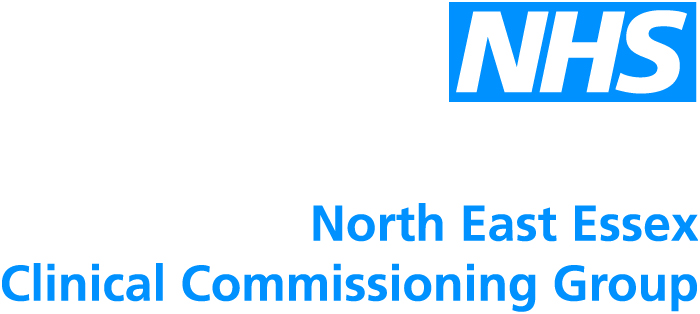 NHS
North East Essex
Clinical Commissioning Group